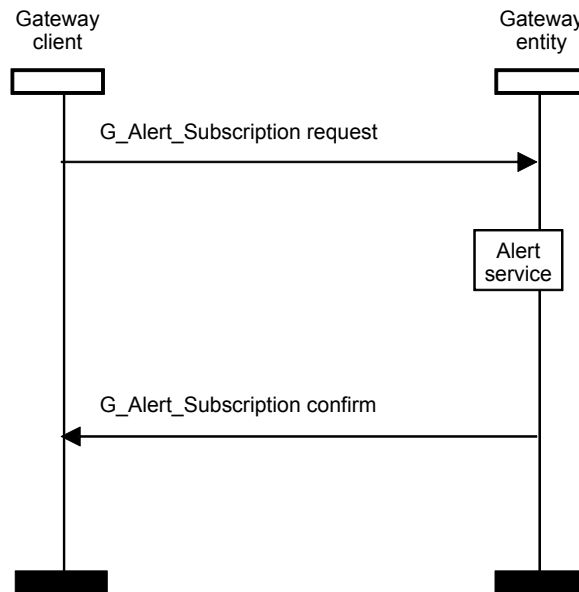 Gateway
client
Gateway
entity
G_Alert_Subscription request
Alert
service
G_Alert_Subscription confirm